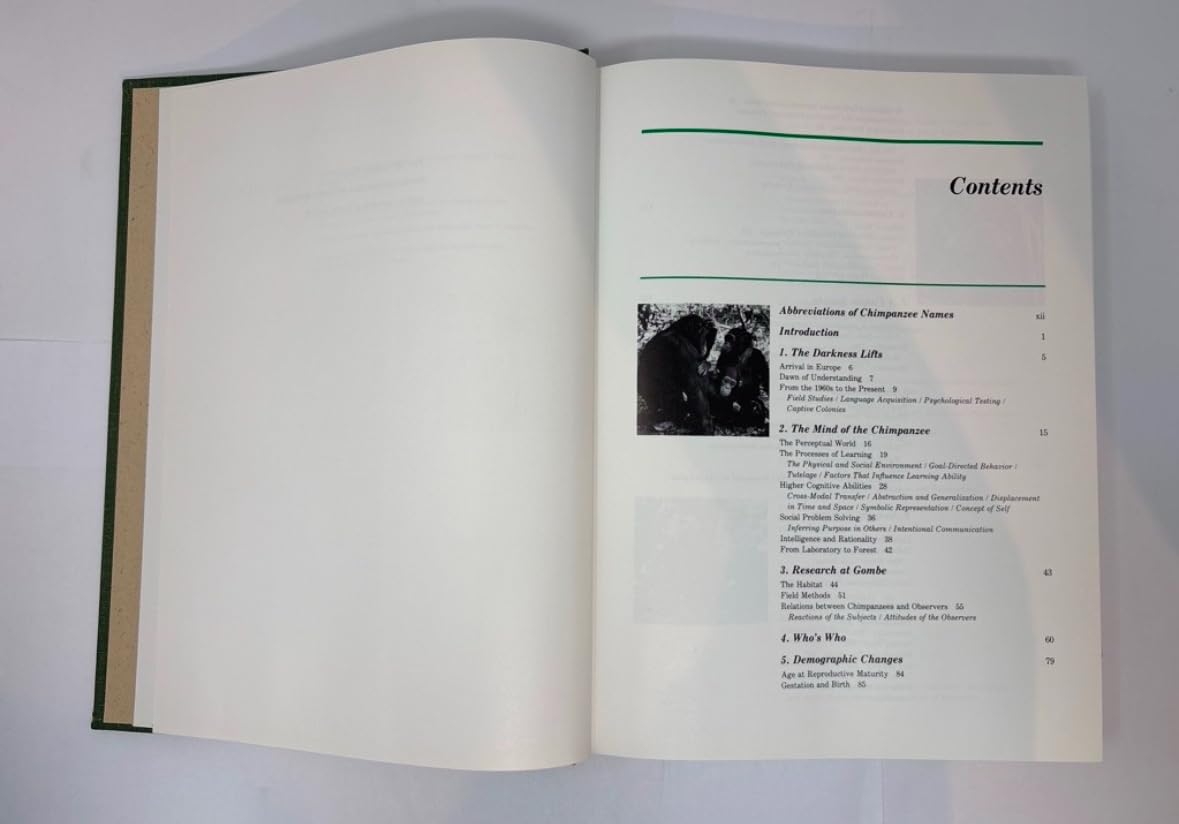 Contents
Abbreviations of Chimpanzee Names xii
Introduction 1
1. The Darkness Lifts 5
Arrival in Europe 6
Dawn of Understanding 7
From the 1960s to the Present 9
Field Studies / Language Acquisition / Psychological Testing /
Captive Colonies
2. The Mind of the Chimpanzee 15
The Perceptual World 16
The Processes of Learning 19
The Physical and Social Environment / Goal-Directed Behavior /
Tutelage / Factors That Influence Learning Ability
Higher Cognitive Abilities 28
Cross-Modal Transfer / Abstraction and Generalization / Displacement
in Time and Space / Symbolic Representation / Concept of Self
Social Problem Solving 36
Inferring Purpose in Others / Intentional Communication
Intelligence and Rationality 38
From Laboratory to Forest 42
3. Research at Gombe 43
The Habitat 44
Field Methods 51
Relations between Chimpanzees and Observers 55
Reactions of the Subjects / Attitudes of the Observers
4. Who's Who 60
5. Demographic Changes 79
Age at Reproductive Maturity 84
Gestation and Birth 85